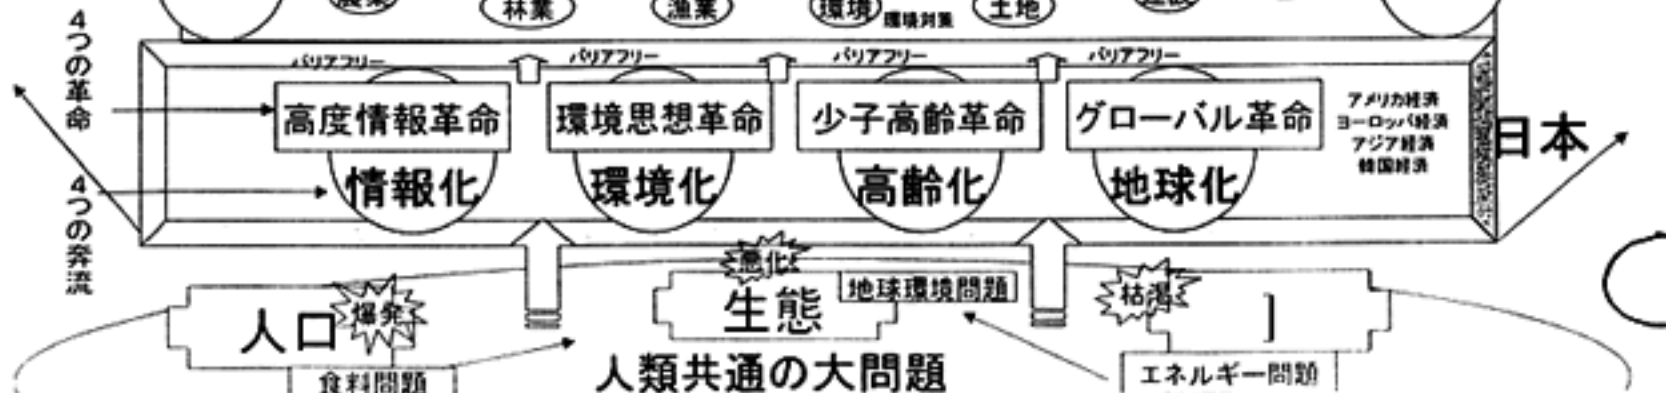 林業
漁業
環境
環境対策
土地
4つの革命
バリアフリー
バリアフリー
バリアフリー
バリアフリー
高度情報革命
環境思想革命
少子高齢革命
グローバル革命
アメリカ経済
ヨーロッパ経済
アジア経済
韓国経済
日本
4つの奔流
情報化
環境化
高齢化
地球化
悪化
人口
爆発
生態
地球環境問題
枯渇
食料問題
人類共通の大問題
エネルギー問題